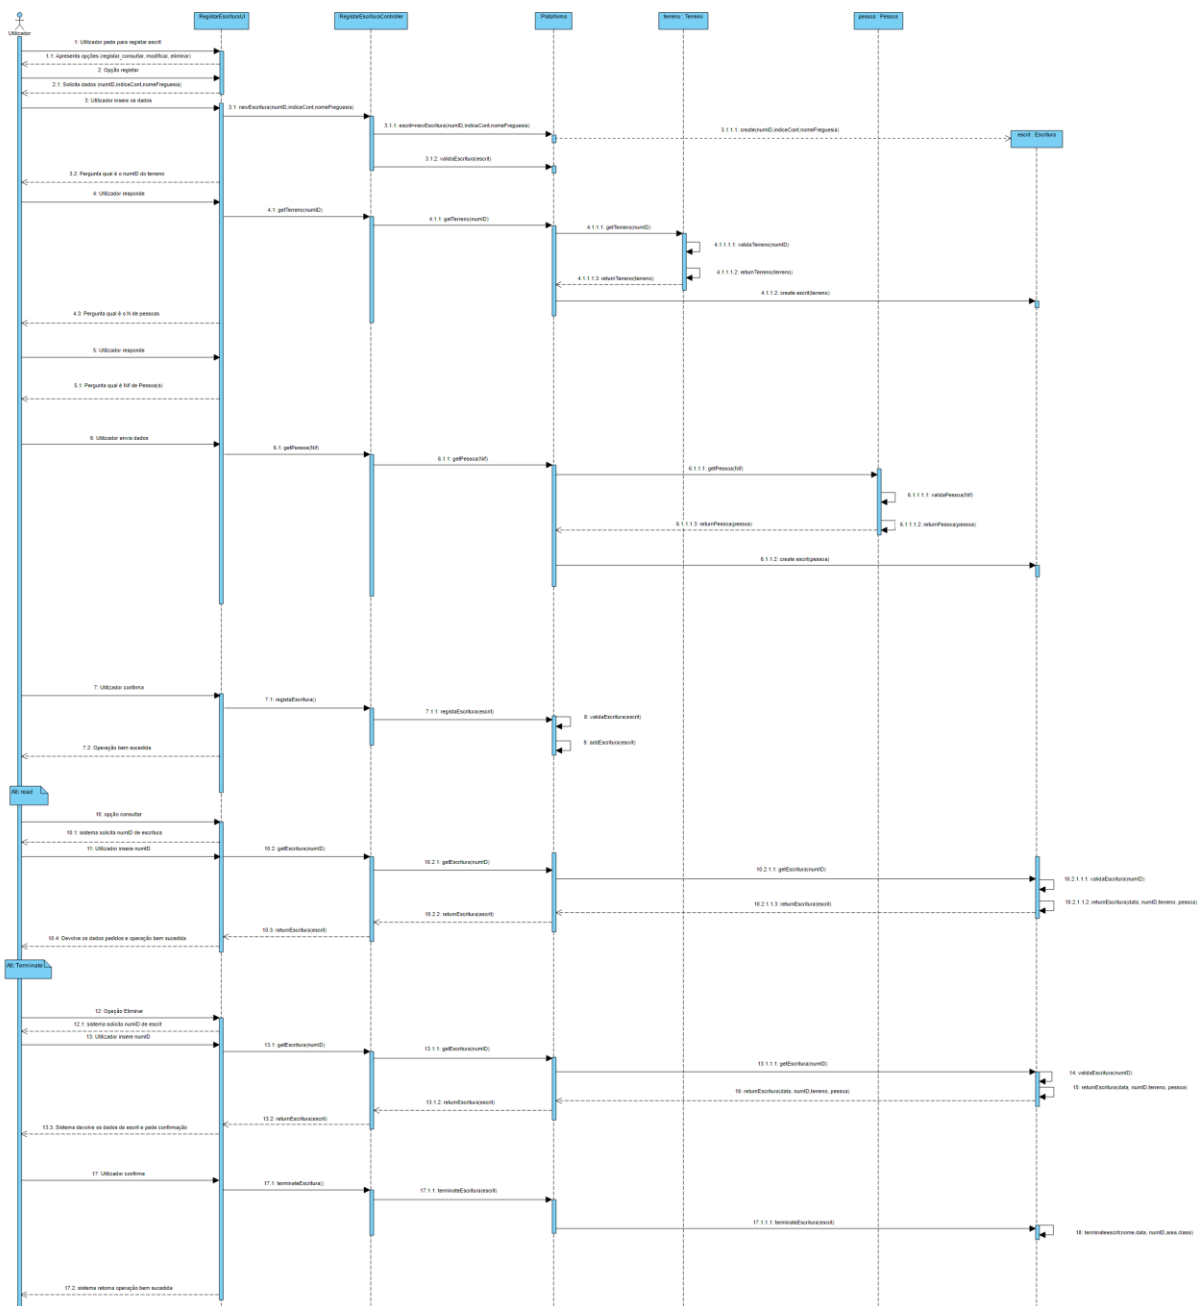 Utilizador
:RegistarEscrituraUI
:RegistarEscrituraController
:Plataforma
terreno : Terreno
pessoa : Pessoa
1: Utilizador pede para registar escrit
1.1: Apresenta opções (registar, consultar, modificar, eliminar)
2: Opção registar
2.1: Solicita dados (numID,indiceCont,nomeFreguesia)
3: Utilizador insere os dados
3.1: newEscritura(numID,indiceCont,nomeFreguesia)
3.1.1: escrit=newEscritura(numID,indiceCont,nomeFreguesia)
3.1.1.1: create(numID,indiceCont,nomeFreguesia)
escrit : Escritura
3.1.2: validaEscritura(escrit)
3.2: Pergunta qual é o numID do terreno
4: Utilizador responde
4.1: getTerreno(numID)
4.1.1: getTerreno(numID)
4.1.1.1: getTerreno(numID)
4.1.1.1.1: validaTerreno(numID)
4.1.1.1.2: returnTerreno(terreno)
4.1.1.1.3: returnTerreno(terreno)
4.1.1.2: create escrit(terreno)
4.3: Pergunta qual é o N de pessoas
5: Utilizador responde
5.1: Pergunta qual é Nif de Pessoa(s)
6: Utilizador envia dados
6.1: getPessoa(Nif)
6.1.1: getPessoa(Nif)
6.1.1.1: getPessoa(Nif)
6.1.1.1.1: validaPessoa(Nif)
6.1.1.1.3: returnPessoa(pessoa)
6.1.1.1.2: returnPessoa(pessoa)
6.1.1.2: create escrit(pessoa)
7: Utilizador confirma
7.1: registaEscritura()
7.1.1: registaEscritura(escrit)
8: validaEscritura(escrit)
9: addEscritura(escrit)
7.2: Operação bem sucedida
Alt: read
10: opção consultar
10.1: sistema solicita numID de escritura
11: Utilizador insere numID
10.2: getEscritura(numID)
10.2.1: getEscritura(numID)
10.2.1.1: getEscritura(numID)
10.2.1.1.1: validaEscritura(numID)
10.2.1.1.2: returnEscritura(data, numID,terreno, pessoa)
10.2.1.1.3: returnEscritura(escrit)
10.2.2: returnEscritura(escrit)
10.3: returnEscritura(escrit)
10.4: Devolve os dados pedidos e operação bem sucedida
Alt: Terminate
12: Opação Eliminar
12.1: sistema solicita numID de escrit
13: Utilizador insere numID
13.1: getEscritura(numID)
13.1.1: getEscritura(numID)
13.1.1.1: getEscritura(numID)
14: validaEscritura(numID)
15: returnEscritura(data, numID,terreno, pessoa)
16: returnEscritura(data, numID,terreno, pessoa)
13.1.2: returnEscritura(escrit)
13.2: returnEscritura(escrit)
13.3: Sistema devolve os dados de escrit e pede confirmação
17: Utilizador confirma
17.1: terminateEscritura()
17.1.1: terminateEscritura(escrit)
17.1.1.1: terminateEscritura(escrit)
18: terminateescrit(nome,data, numID,area,class)
17.2: sistema retorna operação bem sucedida